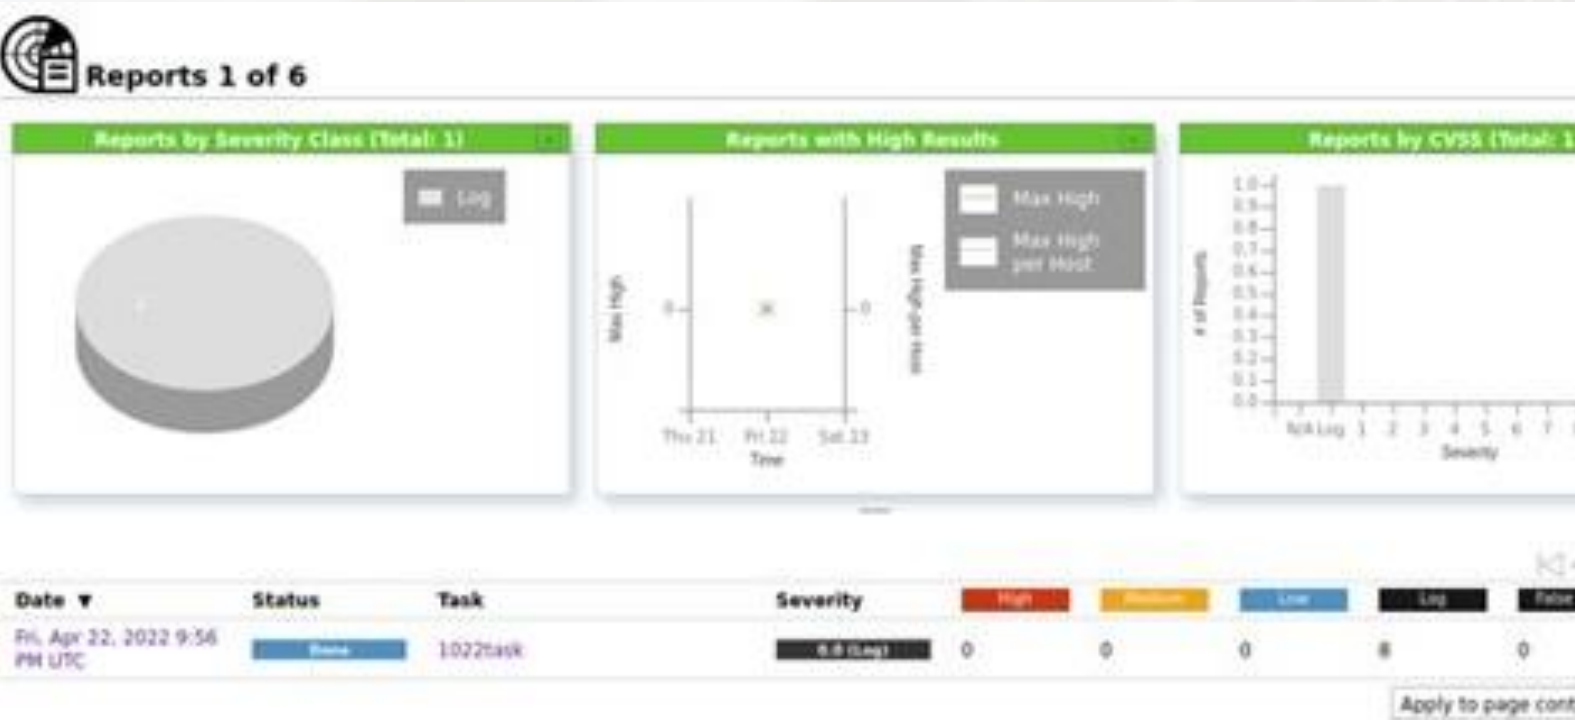 Reports 1 of 6
Reports by Severity Class (Total: 1)
Log
1
Reports with High Results
Max High
Max High
per Host
Max High
0
0
Max High per Host
Thu 21 Fri 22 Sat 23
Time
Reports by CVSS (Total: 1
# of Reports
1.0
0.9
0.8
0.7
0.6
0.5
0.4
0.3
0.2
0.1
0.0
N/A Log 1 2 3 4 5 6 7
Severity
Date ▼ Status Task Severity High Medium Low Log False
Fri, Apr 22, 2022 9:56 Done 1022task 0.0 (Log) 0 0 0 8 0
PM UTC
Apply to page cont